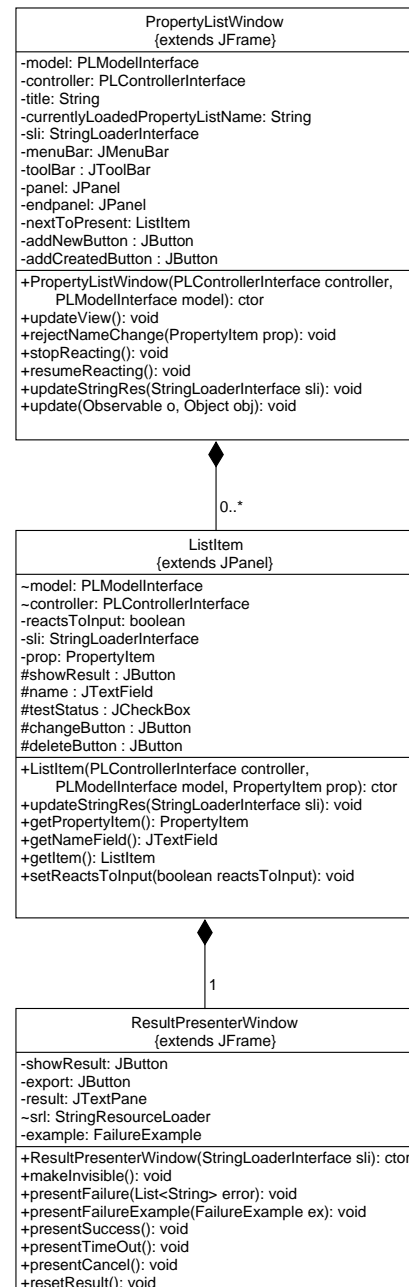 PropertyListWindow
{extends JFrame}
-model: PLModelInterface
-controller: PLControllerInterface
-title: String
-currentlyLoadedPropertyListName: String
-sli: StringLoaderInterface
-menuBar: JMenuBar
-toolBar : JToolBar
-panel: JPanel
-endpanel: JPanel
-nextToPresent: ListItem
-addNewButton : JButton
-addCreatedButton : JButton
+PropertyListWindow(PLControllerInterface controller,
PLModelInterface model): ctor
+updateView(): void
+rejectNameChange(PropertyItem prop): void
+stopReacting(): void
+resumeReacting(): void
+updateStringRes(StringLoaderInterface sli): void
+update(Observable o, Object obj): void
0..*
ListItem
{extends JPanel}
~model: PLModelInterface
~controller: PLControllerInterface
-reactsToInput: boolean
-sli: StringLoaderInterface
-prop: PropertyItem
#showResult : JButton
#name : JTextField
#testStatus : JCheckBox
#changeButton : JButton
#deleteButton : JButton
+ListItem(PLControllerInterface controller,
PLModelInterface model, PropertyItem prop): ctor
+updateStringRes(StringLoaderInterface sli): void
+getPropertyItem(): PropertyItem
+getNameField(): JTextField
+getItem(): ListItem
+setReactsToInput(boolean reactsToInput): void
1
ResultPresenterWindow
{extends JFrame}
-showResult: JButton
-export: JButton
-result: JTextPane
~srl: StringResourceLoader
-example: FailureExample
+ResultPresenterWindow(StringLoaderInterface sli): ctor
+makeInvisible(): void
+presentFailure(List<String> error): void
+presentFailureExample(FailureExample ex): void
+presentSuccess(): void
+presentTimeOut(): void
+presentCancel(): void
+resetResult(): void